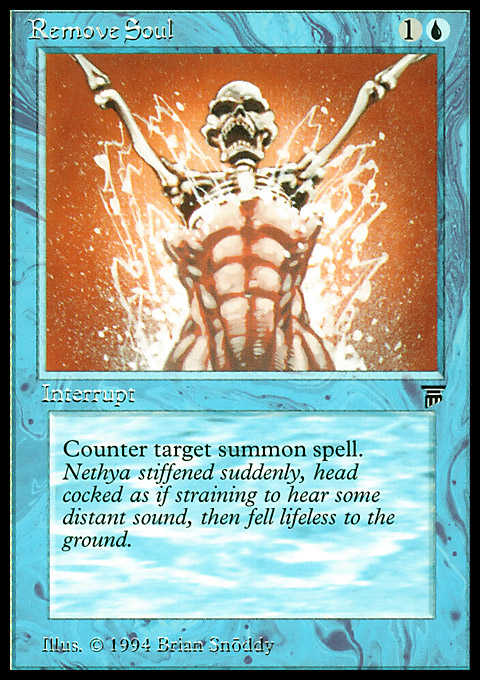 Remove Soul 1
Interrupt
Counter target summon spell.
Nethya stiffened suddenly, head
cocked as if straining to hear some
distant sound, then fell lifeless to the
ground.
Illus. © 1994 Brian Snōddy